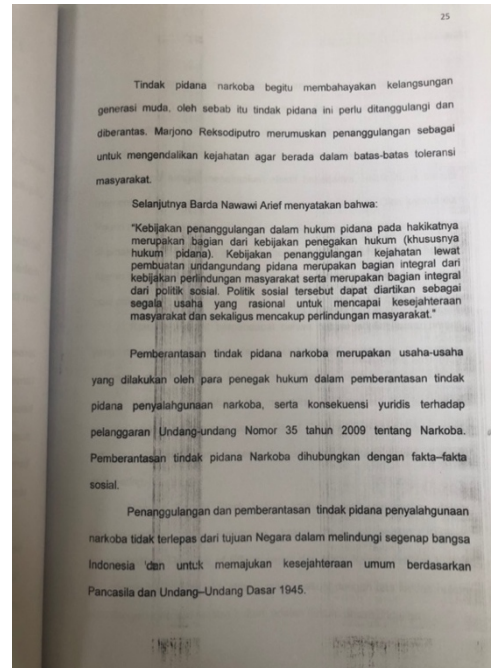 25
Tindak pidana narkoba begitu membahayakan kelangsungan
generasi muda, oleh sebab itu tindak pidana ini perlu ditanggulangi dan
diberantas. Marjono Reksodiputro merumuskan penanggulangan sebagai
untuk mengendalikan kejahatan agar berada dalam batas-batas toleransi
masyarakat.
Selanjutnya Barda Nawawi Arief menyatakan bahwa:
"Kebijakan penanggulangan dalam hukum pidana pada hakikatnya
merupakan bagian dari kebijakan penegakan hukum (khususnya
hukum pidana). Kebijakan penanggulangan kejahatan lewat
pembuatan undangundang pidana merupakan bagian integral dari
kebijakan perlindungan masyarakat serta merupakan bagian integral
dari politik sosial. Politik sosial tersebut dapat diartikan sebagai
segala usaha yang rasional untuk mencapai kesejahteraan
masyarakat dan sekaligus mencakup perlindungan masyarakat."
Pemberantasan tindak pidana narkoba merupakan usaha-usaha
yang dilakukan oleh para penegak hukum dalam pemberantasan tindak
pidana penyalahgunaan narkoba, serta konsekuensi yuridis terhadap
pelanggaran Undang-undang Nomor 35 tahun 2009 tentang Narkoba.
Pemberantasan tindak pidana Narkoba dihubungkan dengan fakta–fakta
sosial.
Penanggulangan dan pemberantasan tindak pidana penyalahgunaan
narkoba tidak terlepas dari tujuan Negara dalam melindungi segenap bangsa
Indonesia dan untuk memajukan kesejahteraan umum berdasarkan
Pancasila dan Undang–Undang Dasar 1945.